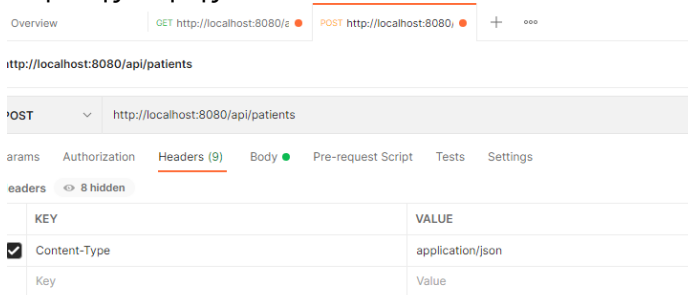 Overview GET http://localhost:8080/a POST http://localhost:8080/ + ooo
http://localhost:8080/api/patients
POST http://localhost:8080/api/patients
arams Authorization Headers (9) Body Pre-request Script Tests Settings
eaders 8 hidden
KEY VALUE
Content-Type application/json
Key Value